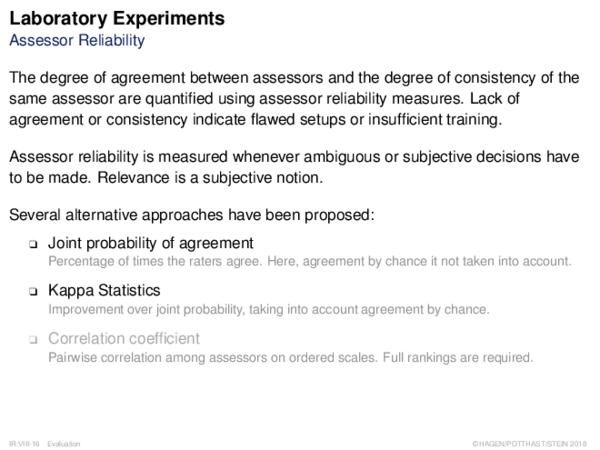 Laboratory Experiments
Assessor Reliability
The degree of agreement between assessors and the degree of consistency of the
same assessor are quantified using assessor reliability measures. Lack of
agreement or consistency indicate flawed setups or insufficient training.
Assessor reliability is measured whenever ambiguous or subjective decisions have
to be made. Relevance is a subjective notion.
Several alternative approaches have been proposed:
❑ Joint probability of agreement
Percentage of times the raters agree. Here, agreement by chance it not taken into account.
❑ Kappa Statistics
Improvement over joint probability, taking into account agreement by chance.
❑ Correlation coefficient
Pairwise correlation among assessors on ordered scales. Full rankings are required.
IR:VIII-16 Evaluation ©HAGEN/POTTHAST/STEIN 2018